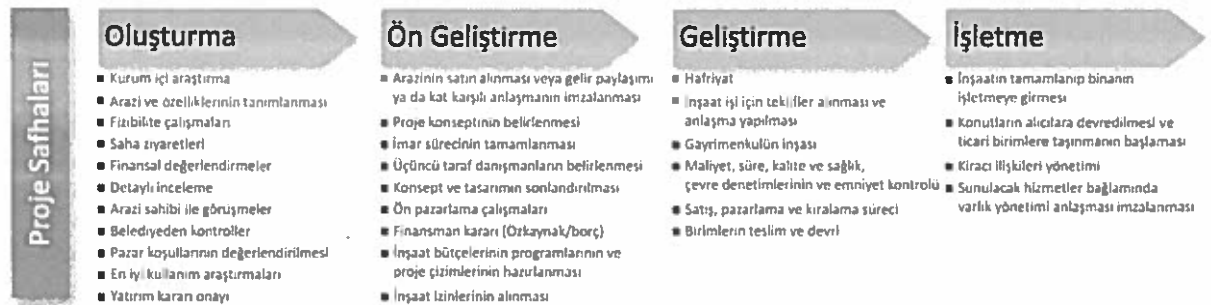 Proje Safhaları
Oluşturma
■ Kurum içi araştırma
■ Arazi ve özelliklerinin tanımlanması
■ Fizibilite çalışmaları
■ Saha ziyaretleri
■ Finansal değerlendirmeler
■ Detaylı inceleme
■ Arazi sahibi ile görüşmeler
■ Belediyeden kontroller
■ Pazar koşullarının değerlendirilmesi
■ En iyi kullanım araştırmaları
■ Yatırım kararı onayı
Ön Geliştirme
■ Arazinin satın alınması veya gelir paylaşımı
ya da kat karşılı anlaşmanın imzalanması
■ Proje konseptinin belirlenmesi
■ İmar sürecinin tamamlanması
■ Üçüncü taraf danışmanların belirlenmesi
■ Konsept ve tasarımın sonlandırılması
■ Ön pazarlama çalışmaları
■ Finansman kararı (Özkaynak/borç)
■ İnşaat bütçelerinin programlarının ve
proje çizimlerinin hazırlanması
■ İnşaat İzinlerinin alınması
Geliştirme
■ Hafriyat
■ İnşaat işi için teklifler alınması ve
anlaşma yapılması
■ Gayrimenkulün inşası
■ Maliyet, süre, kalite ve sağlık,
çevre denetimlerinin ve emniyet kontrolü
■ Satış, pazarlama ve kiralama süreci
■ Birimlerin teslim ve devri
İşletme
■ İnşaatın tamamlanıp binanın
işletmeye girmesi
■ Konutların alıcılara devredilmesi ve
ticari birimlere taşınmanın başlaması
■ Kiracı ilişkileri yönetimi
■ Sunulacak hizmetler bağlamında
varlık yönetimi anlaşması imzalanması